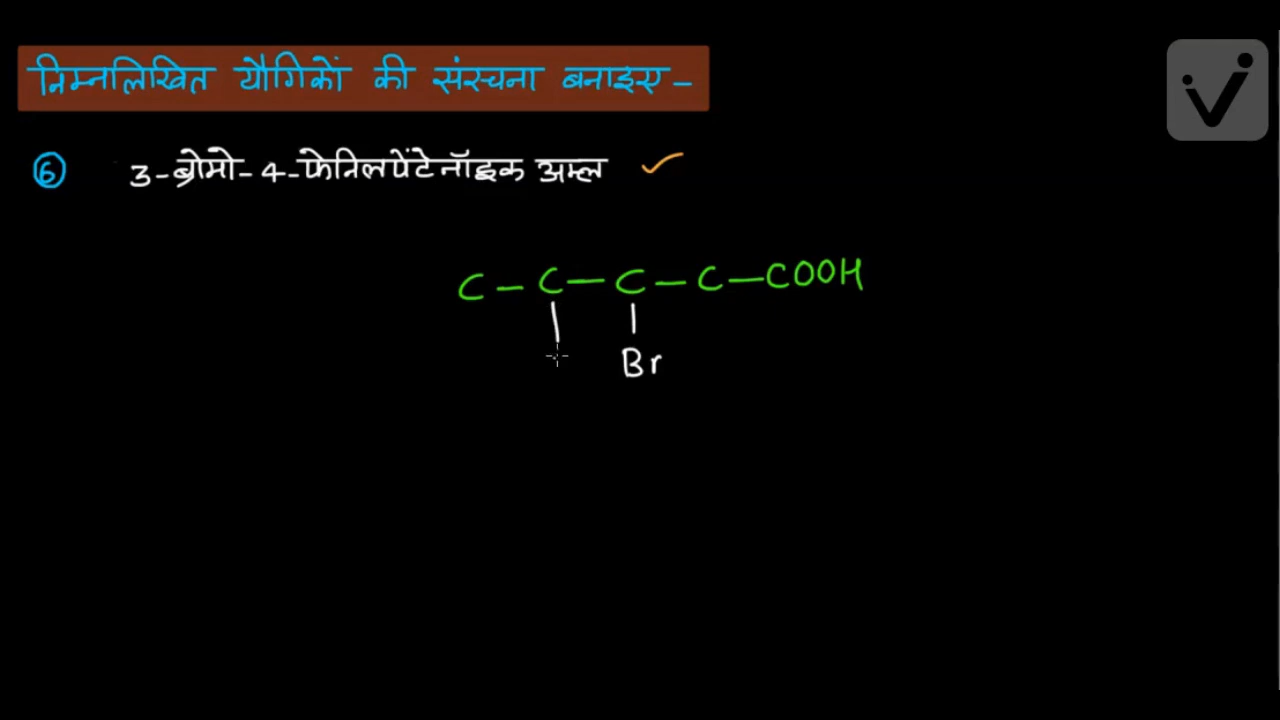 निम्नलिखित यौगिकों की संरचना बनाइए -
6 3-ब्रोमो-4-फेनिलपेंटेनॉइक अम्ल ✓
C - C - C - C - COOH
Br